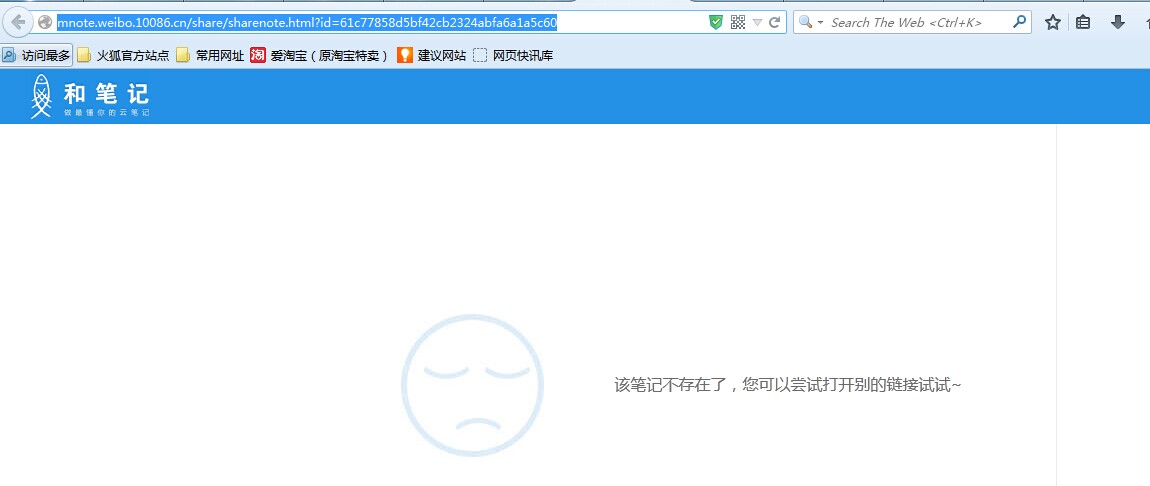 mnote.weibo.10086.cn/share/sharenote.html?id=61c77858d5bf42cb2324abfa6a1a5c60
Search The Web <Ctrl+K>
访问最多 火狐官方站点 常用网址 淘 爱淘宝（原淘宝特卖） 建议网站 网页快讯库
和笔记
做最懂你的云笔记
该笔记不存在了，您可以尝试打开别的链接试试~